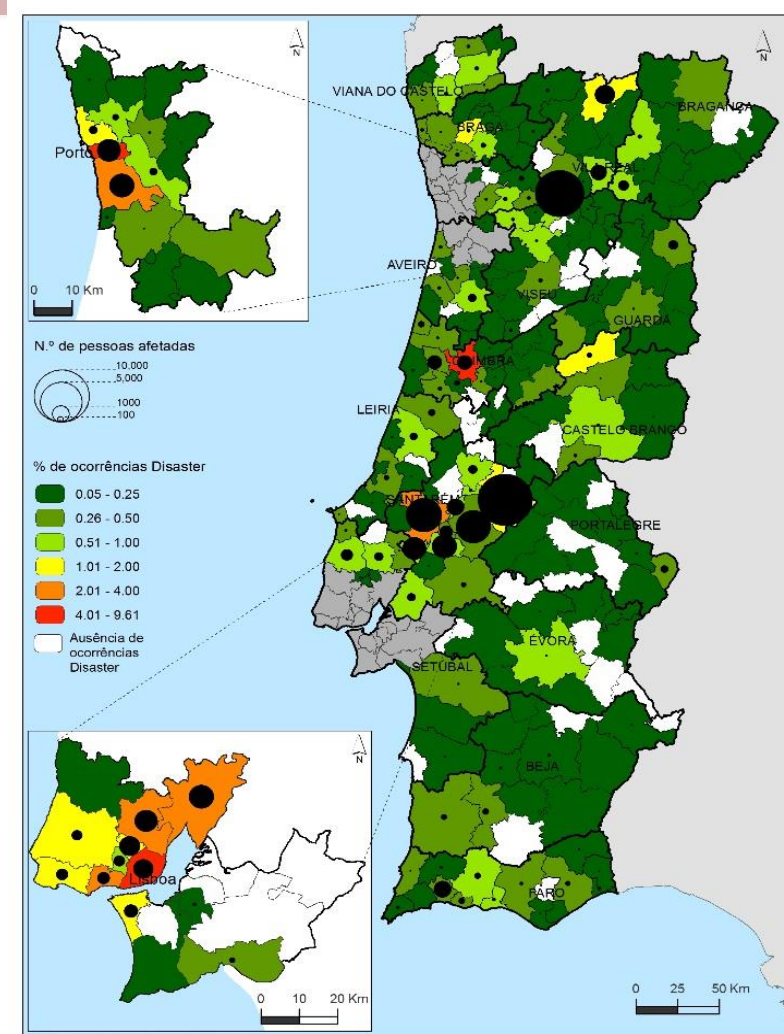 N
Porto
0 10 Km
N.º de pessoas afetadas
10,000
5,000
1000
100
% de ocorrências Disaster
0.05 - 0.25
0.26 - 0.50
0.51 - 1.00
1.01 - 2.00
2.01 - 4.00
4.01 - 9.61
Ausência de
ocorrências
Disaster
N
Lisboa
0 10 20 Km
N
VIANA DO CASTELO
BRAGANÇA
BRAGA
VILA REAL
AVEIRO
VISEU
GUARDA
COIMBRA
LEIRIA
CASTELO BRANCO
SANTARÉM
PORTALEGRE
ÉVORA
SETÚBAL
BEJA
FARO
0 25 50 Km